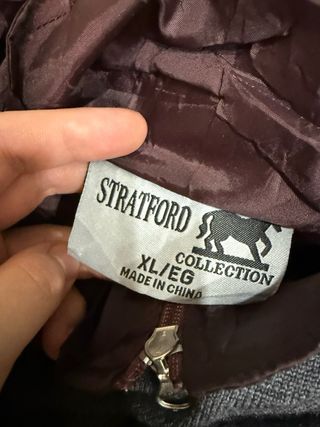 STRATFORD
COLLECTION
XL/EG
MADE IN CHINA